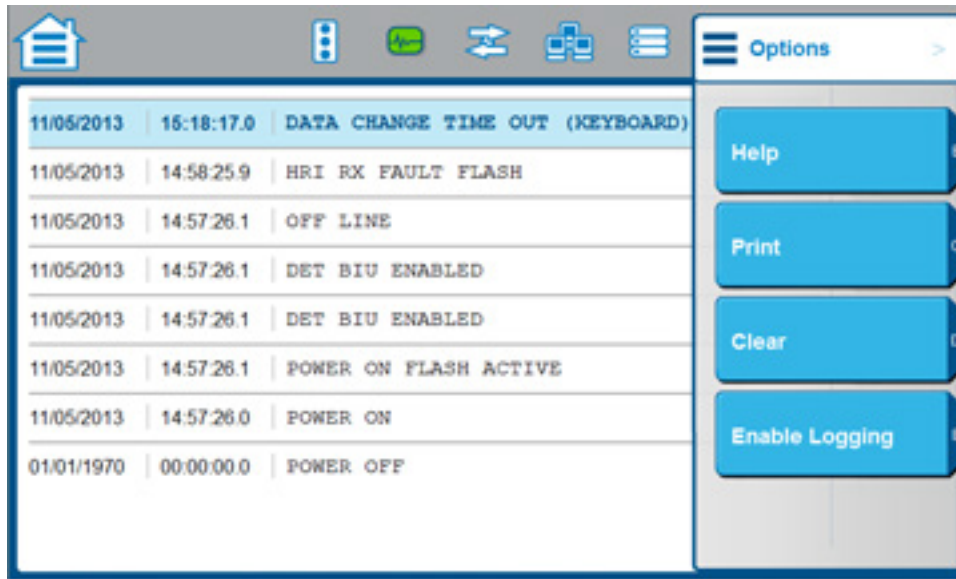 Options >
11/05/2013 15:18:17.0 DATA CHANGE TIME OUT (KEYBOARD)
11/05/2013 14:58:25.9 HRI RX FAULT FLASH
11/05/2013 14:57:26.1 OFF LINE
11/05/2013 14:57:26.1 DET BIU ENABLED
11/05/2013 14:57:26.1 DET BIU ENABLED
11/05/2013 14:57:26.1 POWER ON FLASH ACTIVE
11/05/2013 14:57:26.0 POWER ON
01/01/1970 00:00:00.0 POWER OFF
Help
Print
Clear
Enable Logging